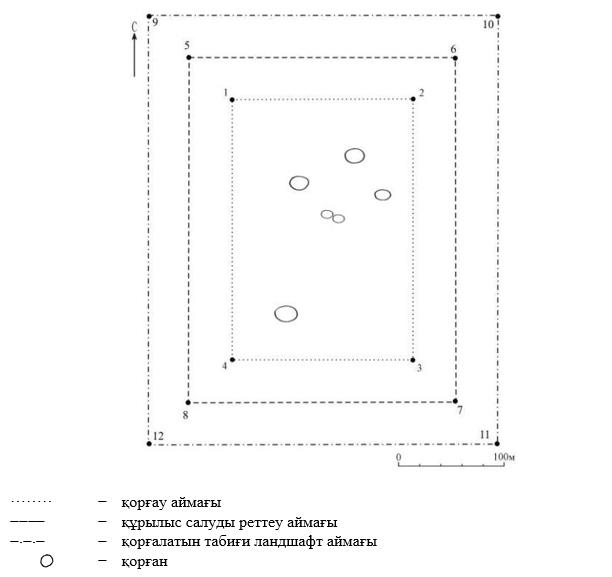 С
9
10
5
6
1
2
4
3
8
7
12
11
0
100м
– қорғау аймағы
– құрылыс салуды реттеу аймағы
– қорғалатын табиғи ландшафт аймағы
– қорған